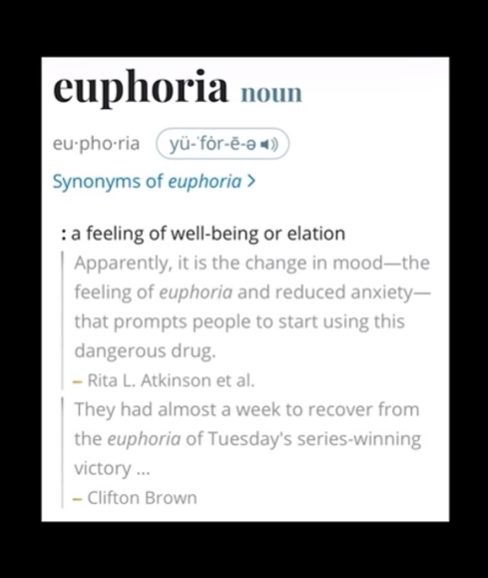 euphoria noun
eu·pho·ria yü-ˈfȯr-ē-ə
Synonyms of euphoria >
: a feeling of well-being or elation
Apparently, it is the change in mood—the
feeling of euphoria and reduced anxiety—
that prompts people to start using this
dangerous drug.
– Rita L. Atkinson et al.
They had almost a week to recover from
the euphoria of Tuesday's series-winning
victory ...
– Clifton Brown